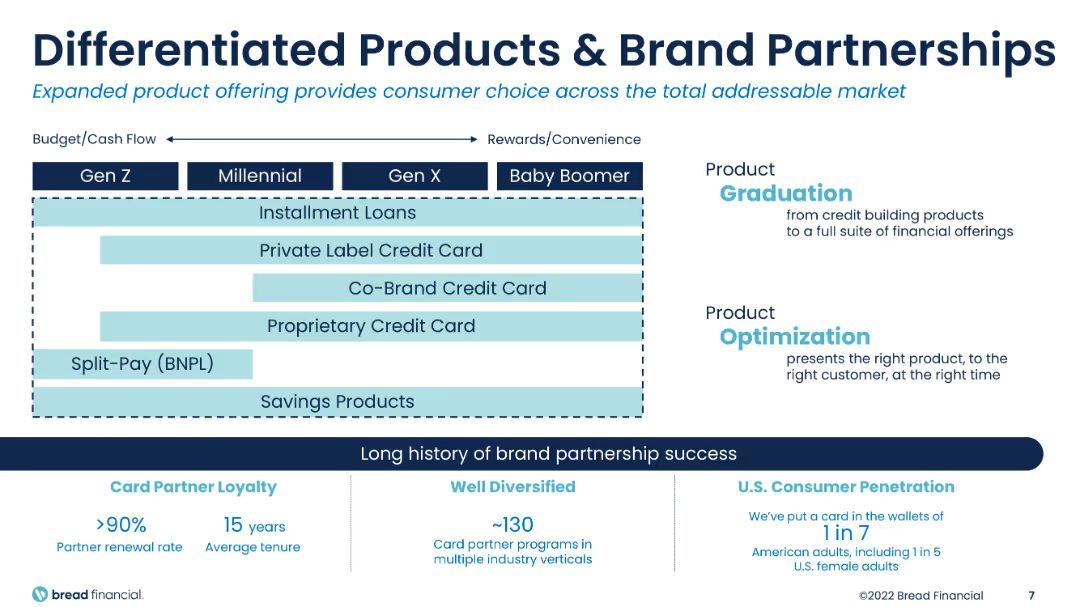 Differentiated Products & Brand Partnerships
Expanded product offering provides consumer choice across the total addressable market
Budget/Cash Flow
Rewards/Convenience
Gen Z
Millennial
Gen X
Baby Boomer
Installment Loans
Private Label Credit Card
Co-Brand Credit Card
Proprietary Credit Card
Split-Pay (BNPL)
Savings Products
Product
Graduation
from credit building products
to a full suite of financial offerings
Product
Optimization
presents the right product, to the
right customer, at the right time
Long history of brand partnership success
Card Partner Loyalty
>90%
Partner renewal rate
15 years
Average tenure
Well Diversified
~130
Card partner programs in
multiple industry verticals
U.S. Consumer Penetration
We've put a card in the wallets of
1 in 7
American adults, including 1 in 5
U.S. female adults
bread financial.
©2022 Bread Financial
7